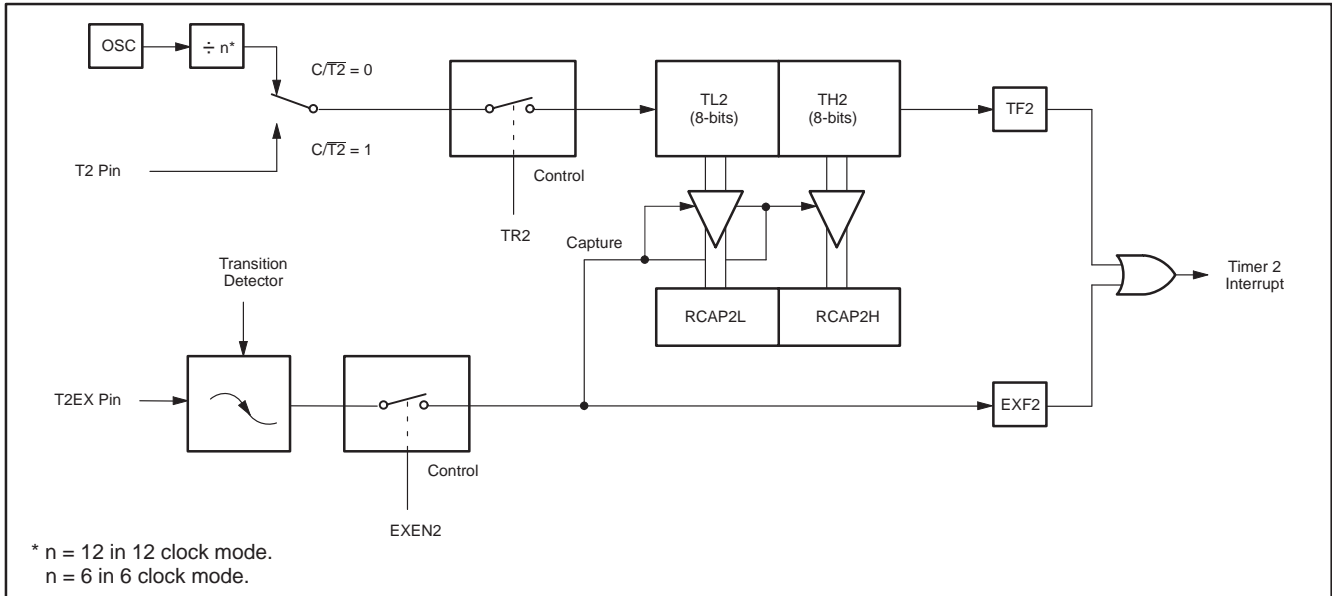 OSC
÷ n*
C/T2 = 0
TL2
(8-bits)
TH2
(8-bits)
TF2
C/T2 = 1
T2 Pin
Control
TR2
Capture
Transition
Detector
Timer 2
Interrupt
RCAP2L
RCAP2H
T2EX Pin
EXF2
Control
EXEN2
* n = 12 in 12 clock mode.
n = 6 in 6 clock mode.